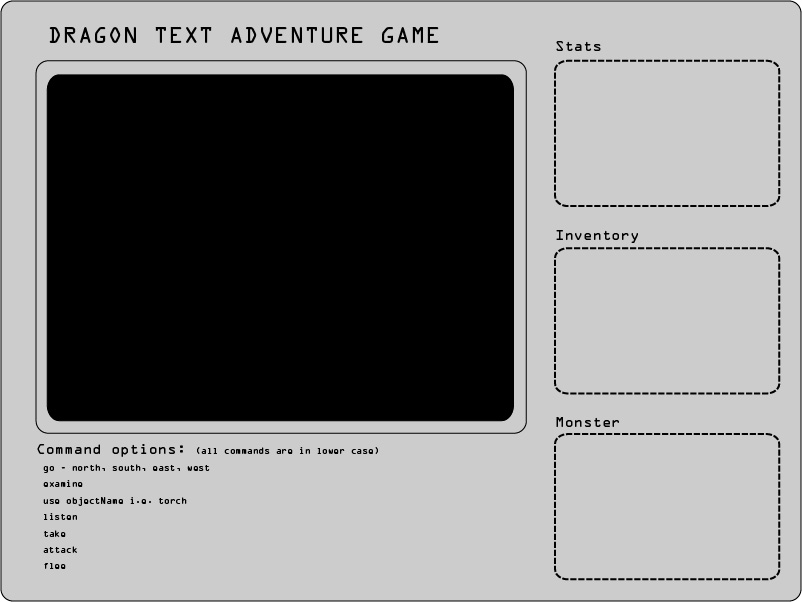 DRAGON TEXT ADVENTURE GAME
Stats
Inventory
Monster
Command options: (all commands are in lower case)
go - north, south, east, west
examine
use objectName i.e. torch
listen
take
attack
flee